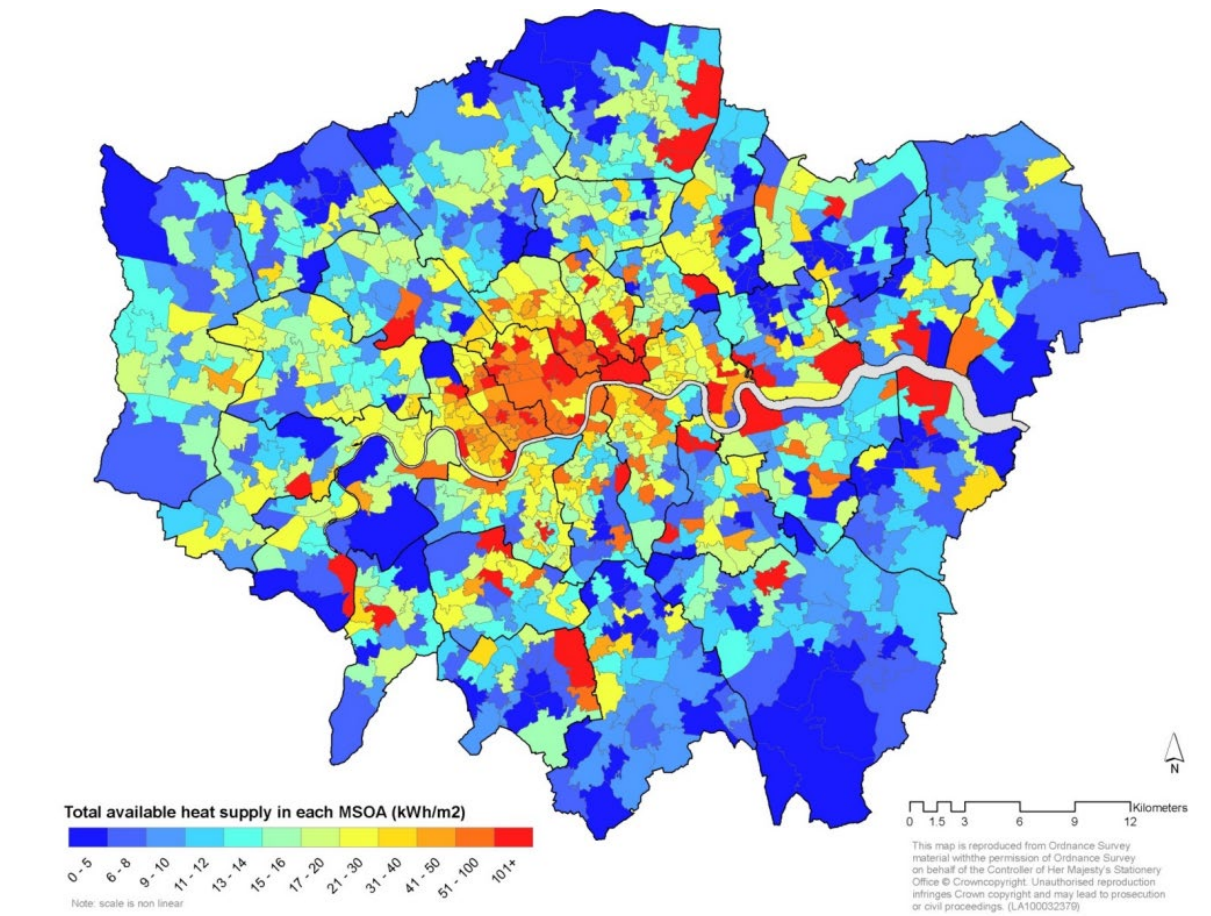 Total available heat supply in each MSOA (kWh/m2)
0 - 5
6 - 8
9 - 10
11 - 12
13 - 14
15 - 16
17 - 20
21 - 30
31 - 40
41 - 50
51 - 100
101+
Note: scale is non linear
N
Kilometers
0 1.5 3 6 9 12
This map is reproduced from Ordnance Survey
material withthe permission of Ordnance Survey
on behalf of the Controller of Her Majesty's Stationery
Office © Crowncopyright. Unauthorised reproduction
infringes Crown copyright and may lead to prosecution
or civil proceedings. (LA100032379)